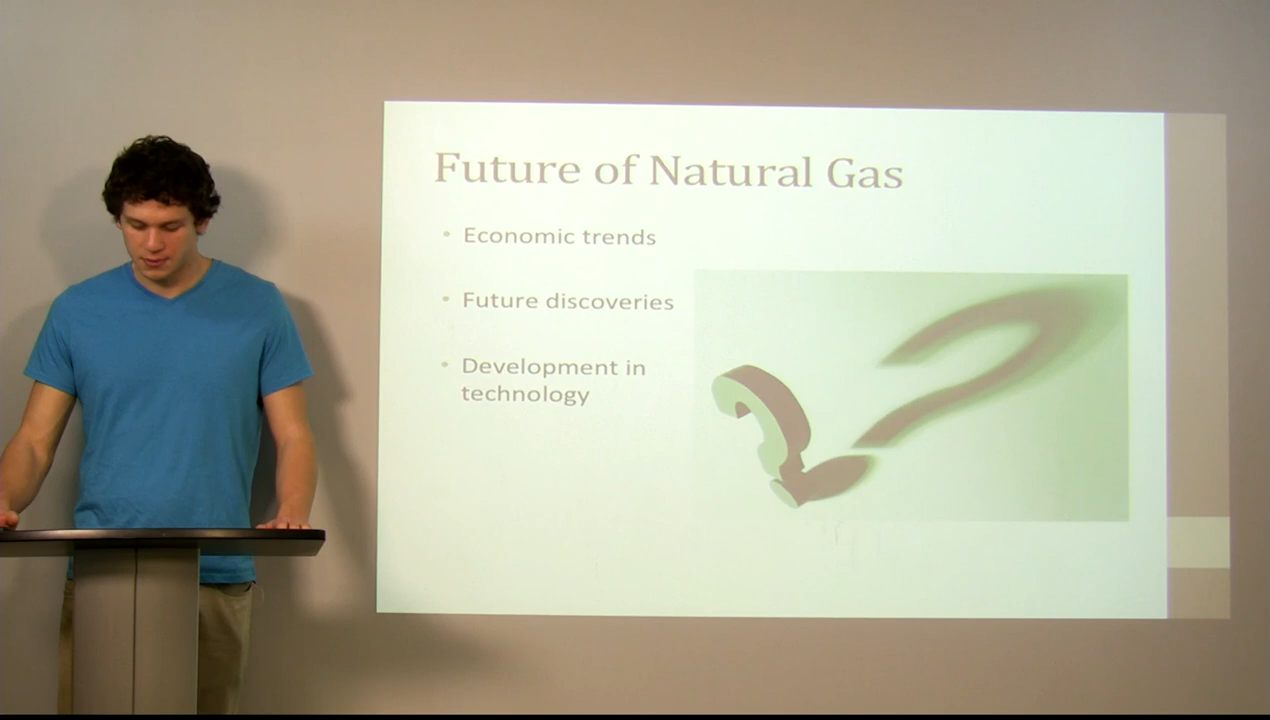 Future of Natural Gas
• Economic trends
• Future discoveries
• Development in
technology